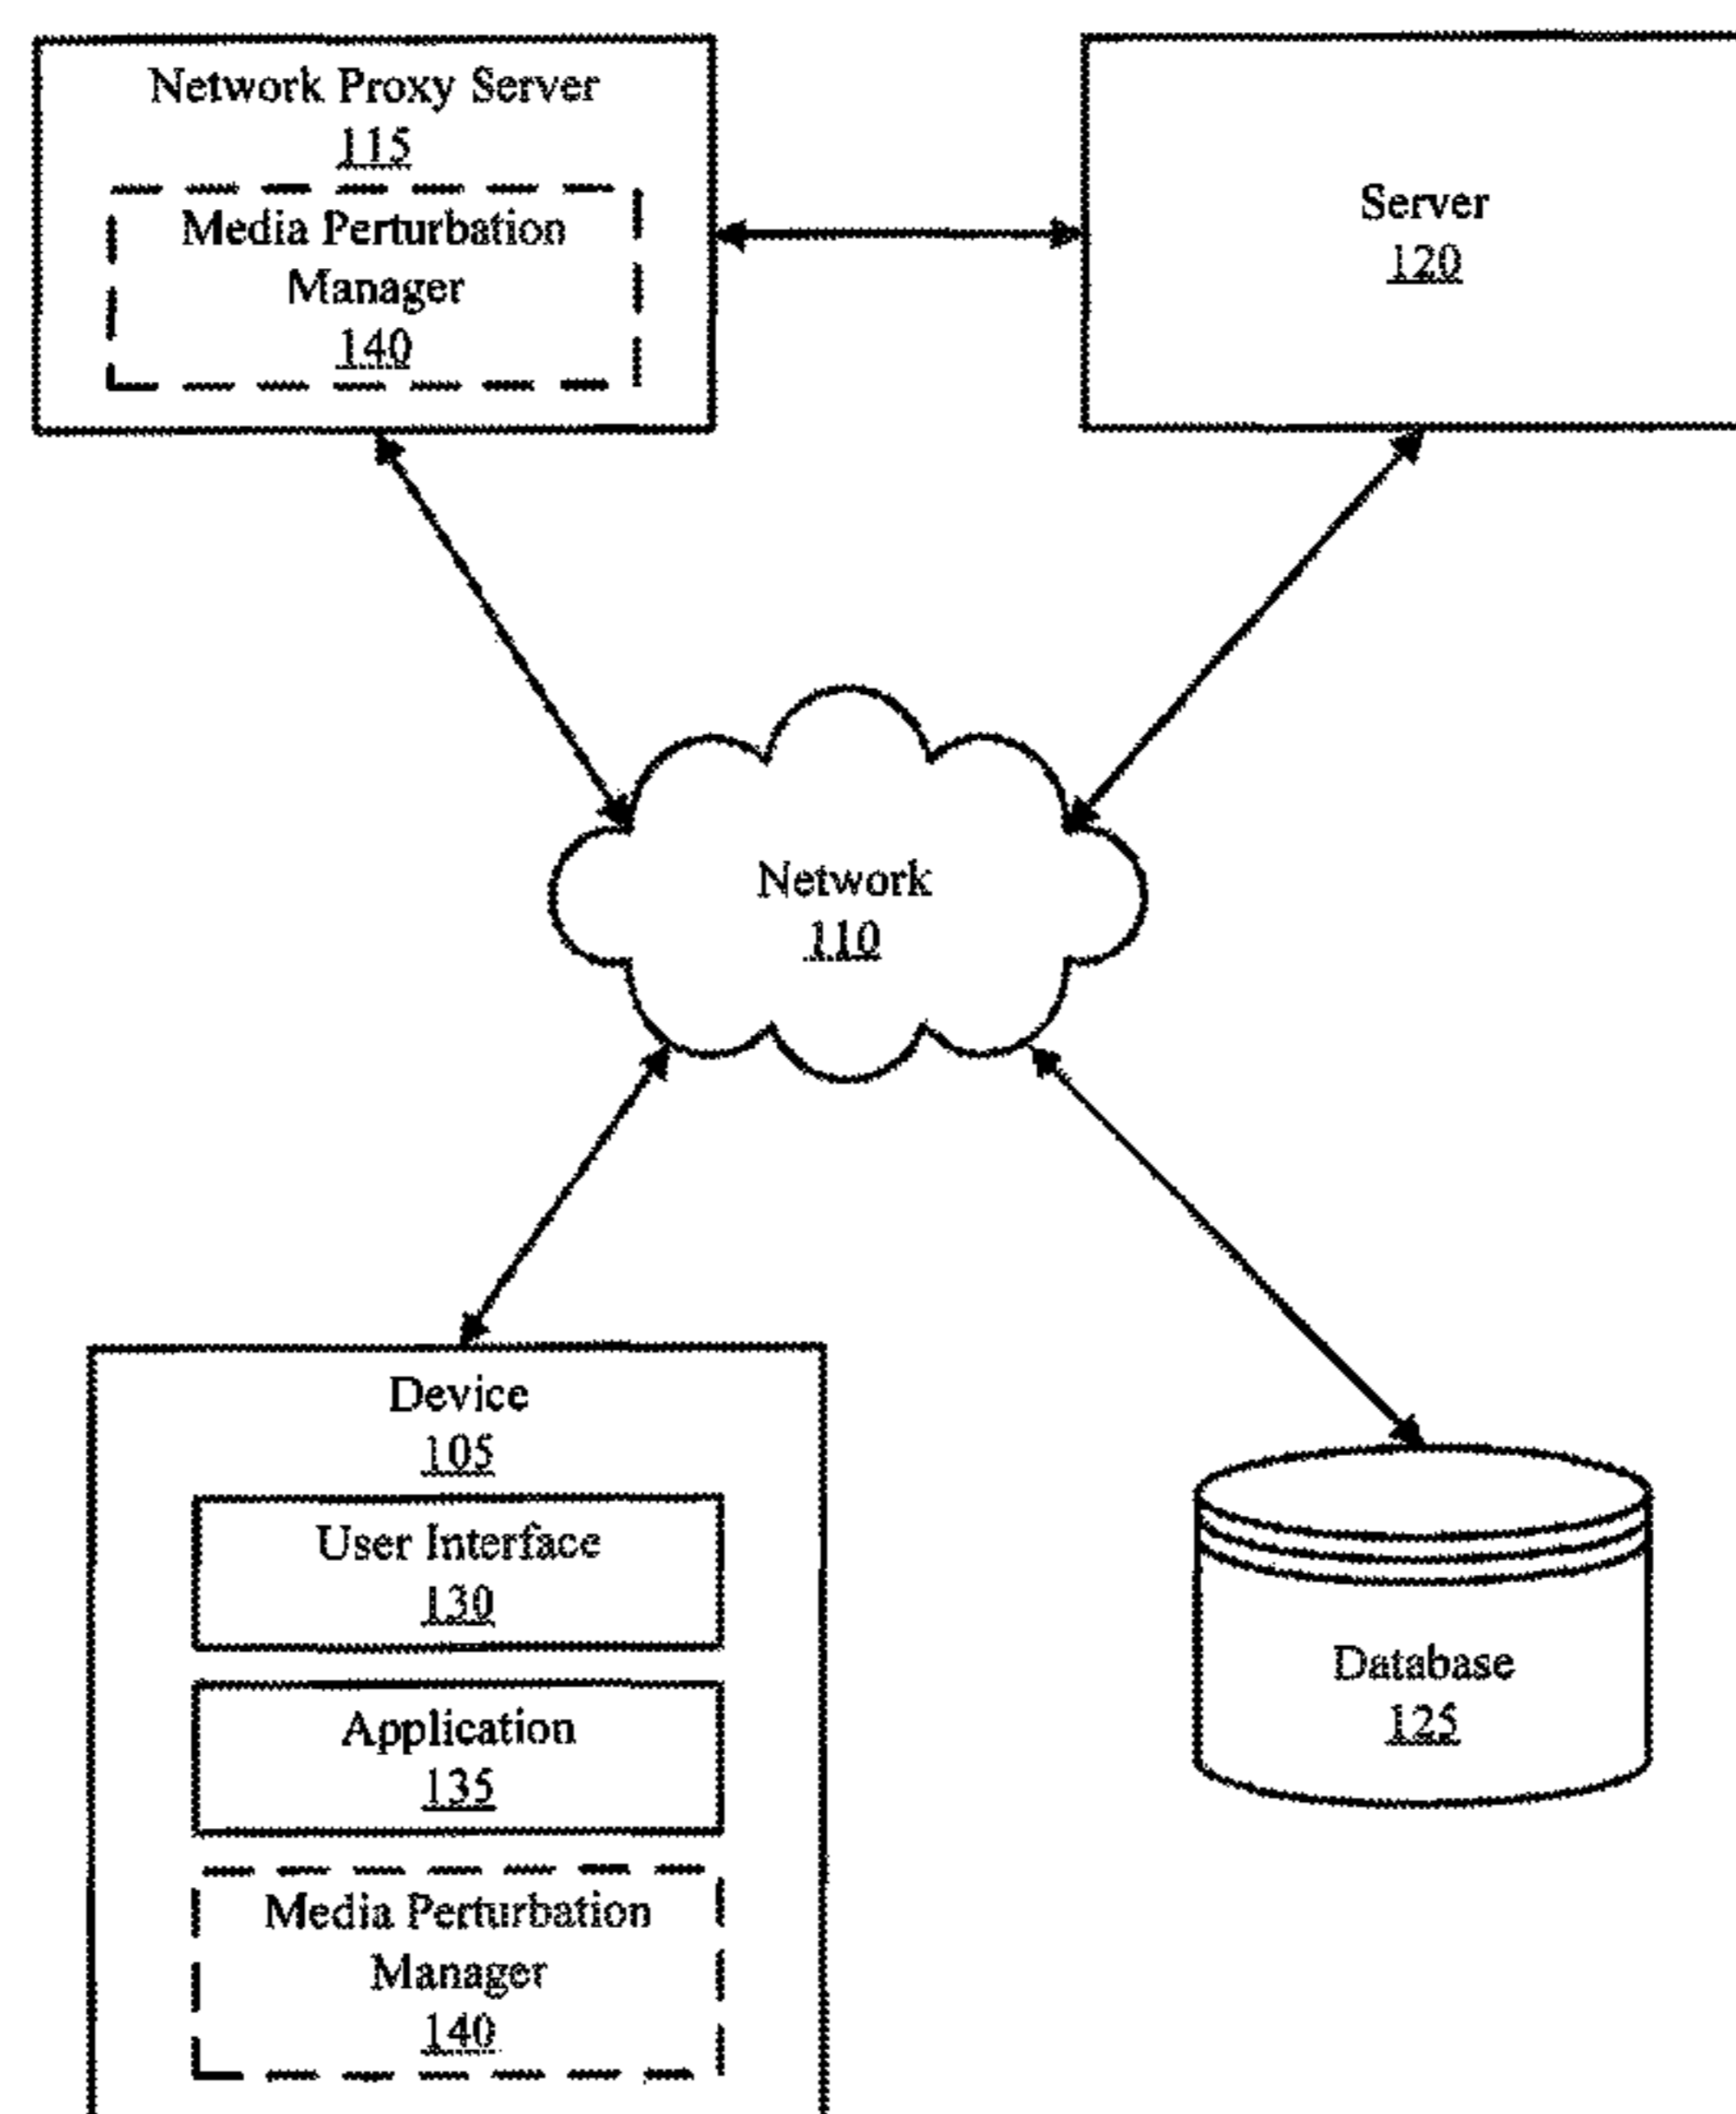 Network Proxy Server
115
Media Perturbation
Manager
140
Server
120
Network
110
Device
105
User Interface
130
Application
135
Media Perturbation
Manager
140
Database
125